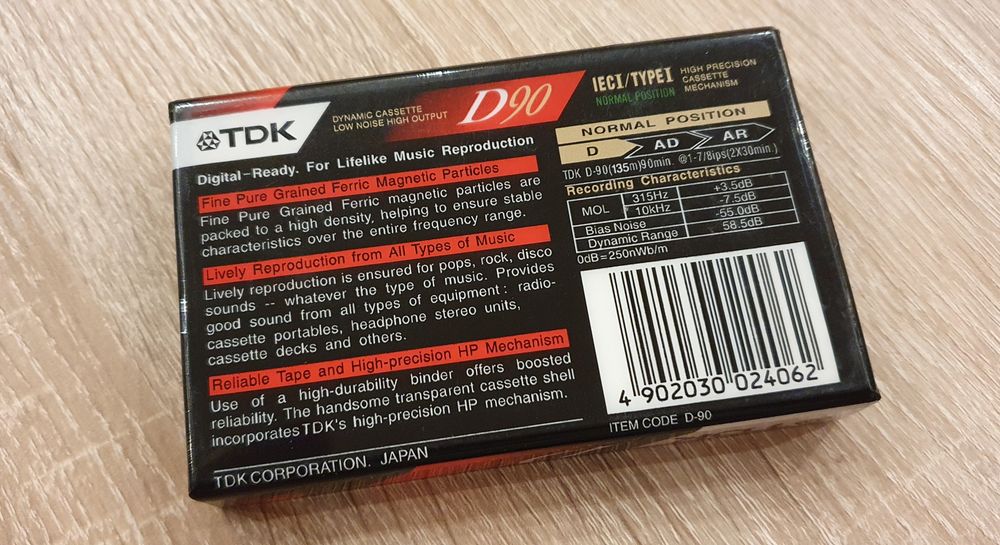 TDK
DYNAMIC CASSETTE
LOW NOISE HIGH OUTPUT
D90
IECI/TYPEI
NORMAL POSITION
HIGH PRECISION
CASSETTE
MECHANISM
Digital-Ready. For Lifelike Music Reproduction
Fine Pure Grained Ferric Magnetic Particles
Fine Pure Grained Ferric magnetic particles are
packed to a high density, helping to ensure stable
characteristics over the entire frequency range.
Lively Reproduction from All Types of Music
Lively reproduction is ensured for pops, rock, disco
sounds -- whatever the type of music. Provides
good sound from all types of equipment: radio-
cassette portables, headphone stereo units,
cassette decks and others.
Reliable Tape and High-precision HP Mechanism
Use of a high-durability binder offers boosted
reliability. The handsome transparent cassette shell
incorporates TDK's high-precision HP mechanism.
TDK CORPORATION. JAPAN
NORMAL POSITION
D AD AR
TDK D-90(135m)90min. @1-7/8ips(2X30min.)
Recording Characteristics
MOL 315Hz +3.5dB
10kHz -7.5dB
Bias Noise -55.0dB
Dynamic Range 58.5dB
0dB=250nWb/m
4 902030 024062
ITEM CODE D-90